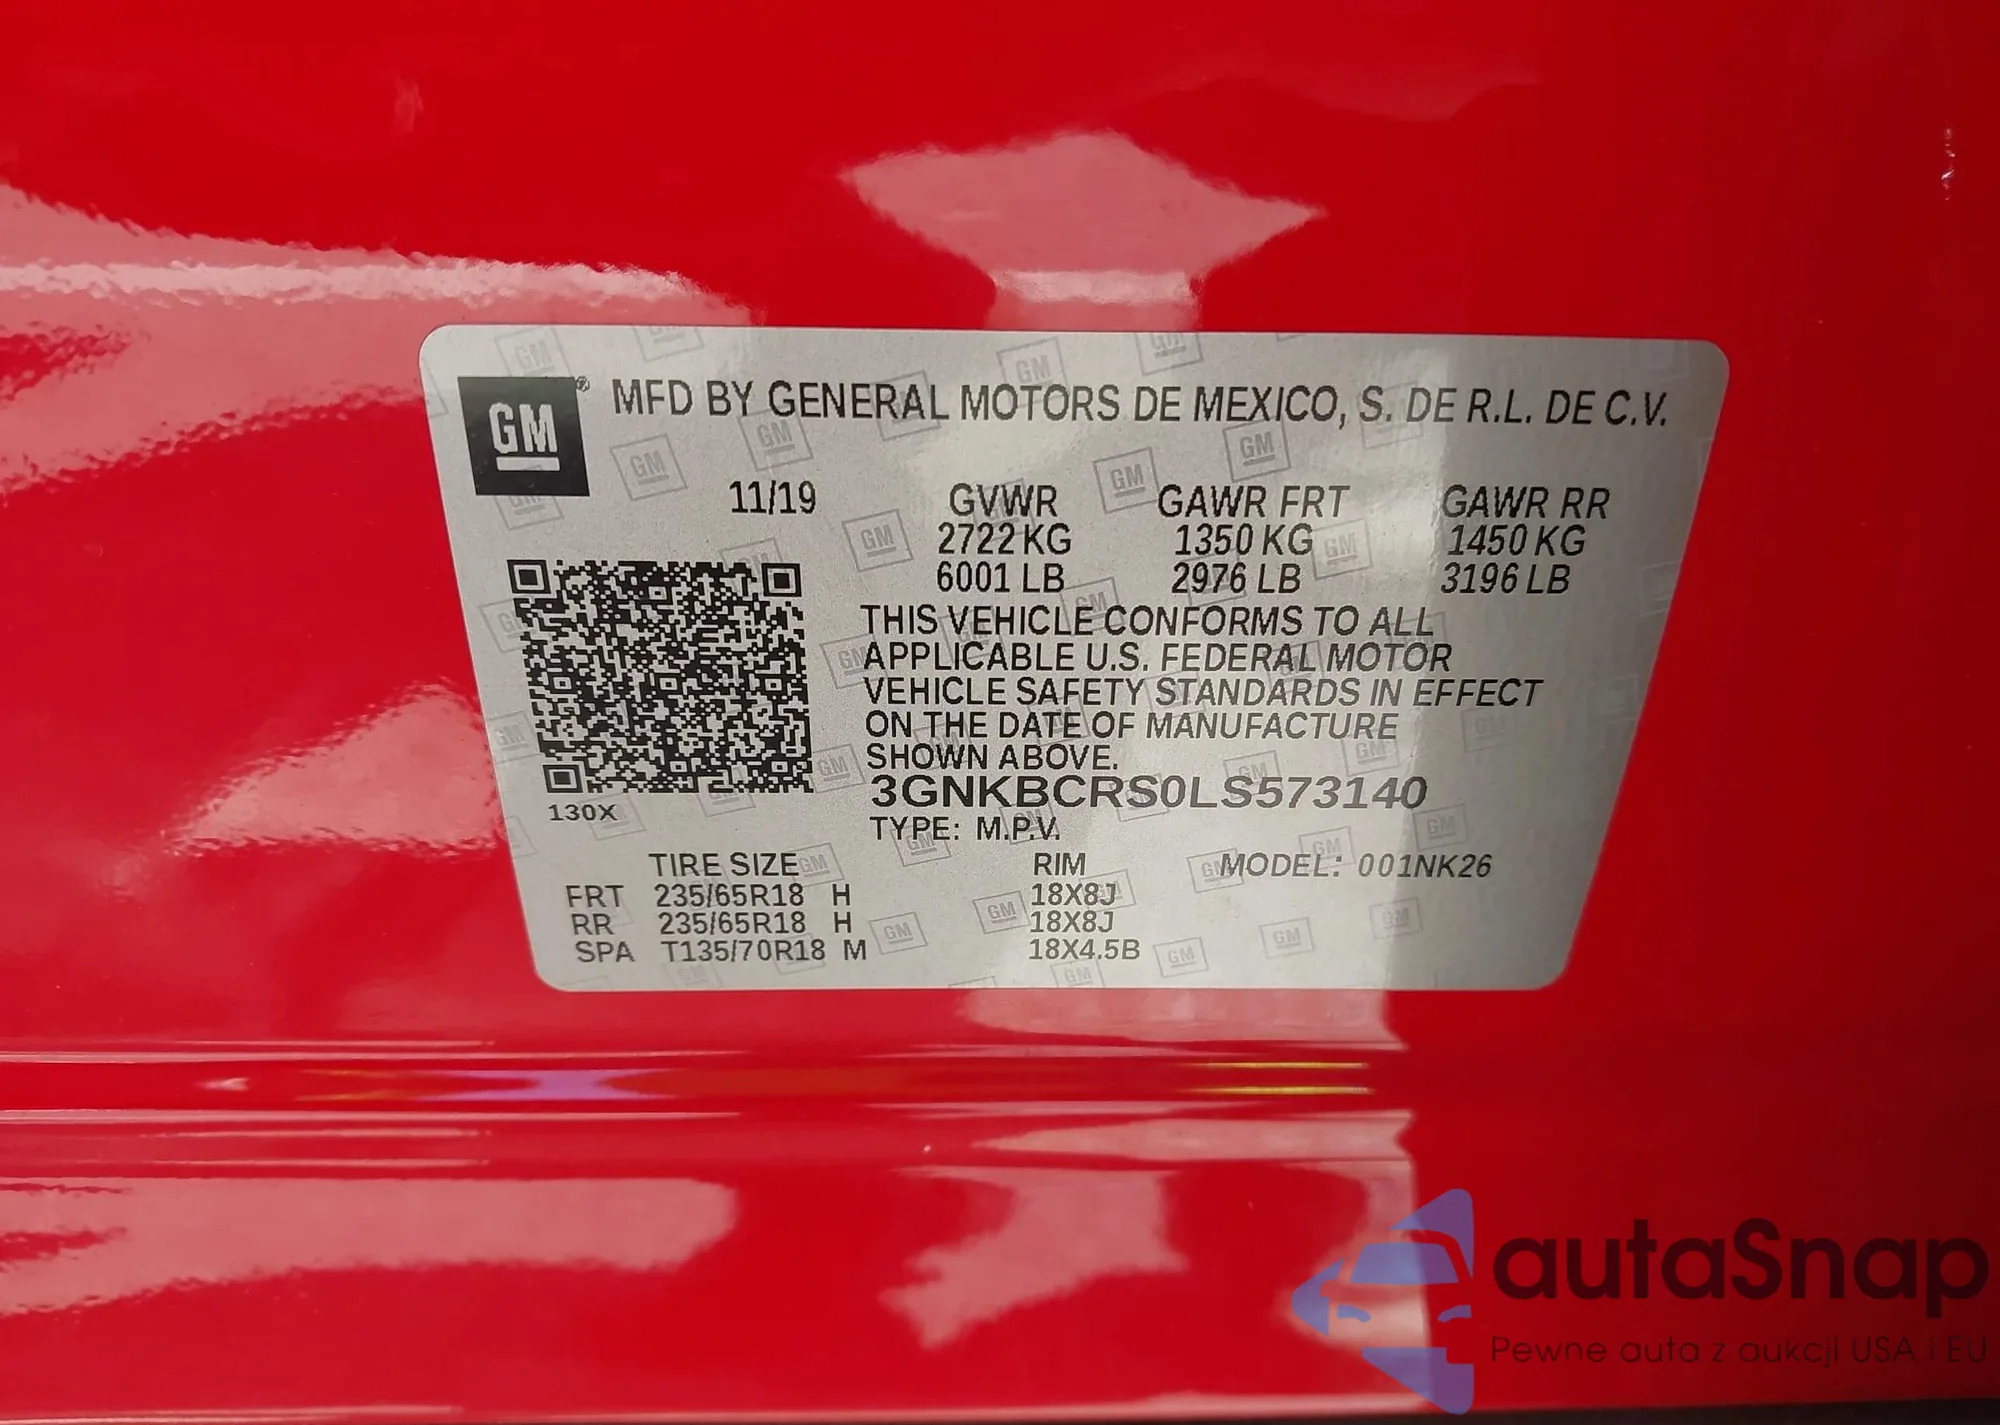 GM® MFD BY GENERAL MOTORS DE MEXICO, S. DE R.L. DE C.V.
11/19 GVWR GAWR FRT GAWR RR
2722 KG 1350 KG 1450 KG
6001 LB 2976 LB 3196 LB
THIS VEHICLE CONFORMS TO ALL
APPLICABLE U.S. FEDERAL MOTOR
VEHICLE SAFETY STANDARDS IN EFFECT
ON THE DATE OF MANUFACTURE
SHOWN ABOVE.
3GNKBCRS0LS573140
130X
TYPE: M.P.V.
TIRE SIZE RIM MODEL: 001NK26
FRT 235/65R18 H 18X8J
RR 235/65R18 H 18X8J
SPA T135/70R18 M 18X4.5B
autaSnap
Pewne auta z aukcji USA i EU